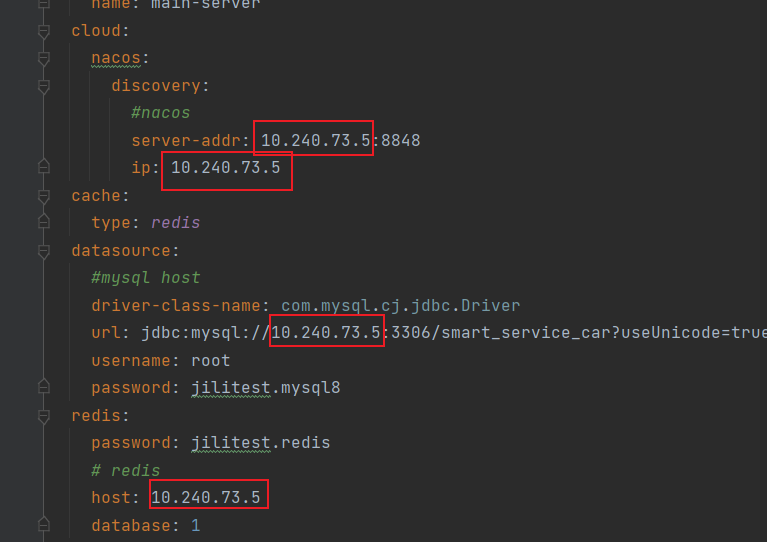 name: main-server
cloud:
nacos:
discovery:
#nacos
server-addr: 10.240.73.5:8848
ip: 10.240.73.5
cache:
type: redis
datasource:
#mysql host
driver-class-name: com.mysql.cj.jdbc.Driver
url: jdbc:mysql://10.240.73.5:3306/smart_service_car?useUnicode=true
username: root
password: jilitest.mysql8
redis:
password: jilitest.redis
# redis
host: 10.240.73.5
database: 1